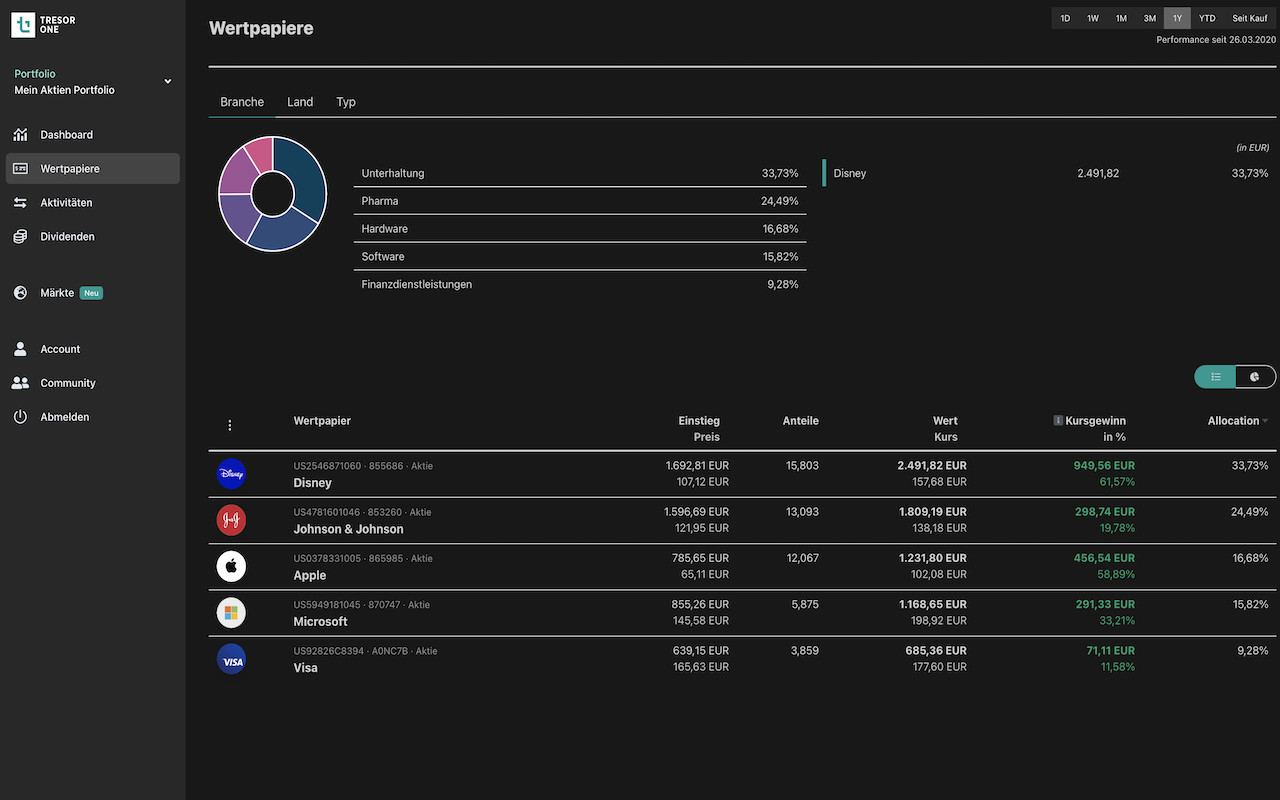 TRESOR
ONE
Portfolio
Mein Aktien Portfolio
Dashboard
Wertpapiere
Aktivitäten
Dividenden
Märkte Neu
Account
Community
Abmelden
Wertpapiere
1D 1W 1M 3M 1Y YTD Seit Kauf
Performance seit 26.03.2020
Branche Land Typ
(in EUR)
Unterhaltung 33,73%
Pharma 24,49%
Hardware 16,68%
Software 15,82%
Finanzdienstleistungen 9,28%
Disney 2.491,82 33,73%
Wertpapier Einstieg Anteile Wert Kursgewinn Allocation
Preis Kurs in %
Disney
US2546871060 · 855686 · Aktie 1.692,81 EUR 15,803 2.491,82 EUR 949,56 EUR 33,73%
Disney 107,12 EUR 157,68 EUR 61,57%
J&J
US4781601046 · 853260 · Aktie 1.596,69 EUR 13,093 1.809,19 EUR 298,74 EUR 24,49%
Johnson & Johnson 121,95 EUR 138,18 EUR 19,78%
US0378331005 · 865985 · Aktie 785,65 EUR 12,067 1.231,80 EUR 456,54 EUR 16,68%
Apple 65,11 EUR 102,08 EUR 58,89%
US5949181045 · 870747 · Aktie 855,26 EUR 5,875 1.168,65 EUR 291,33 EUR 15,82%
Microsoft 145,58 EUR 198,92 EUR 33,21%
VISA
US92826C8394 · A0NC7B · Aktie 639,15 EUR 3,859 685,36 EUR 71,11 EUR 9,28%
Visa 165,63 EUR 177,60 EUR 11,58%